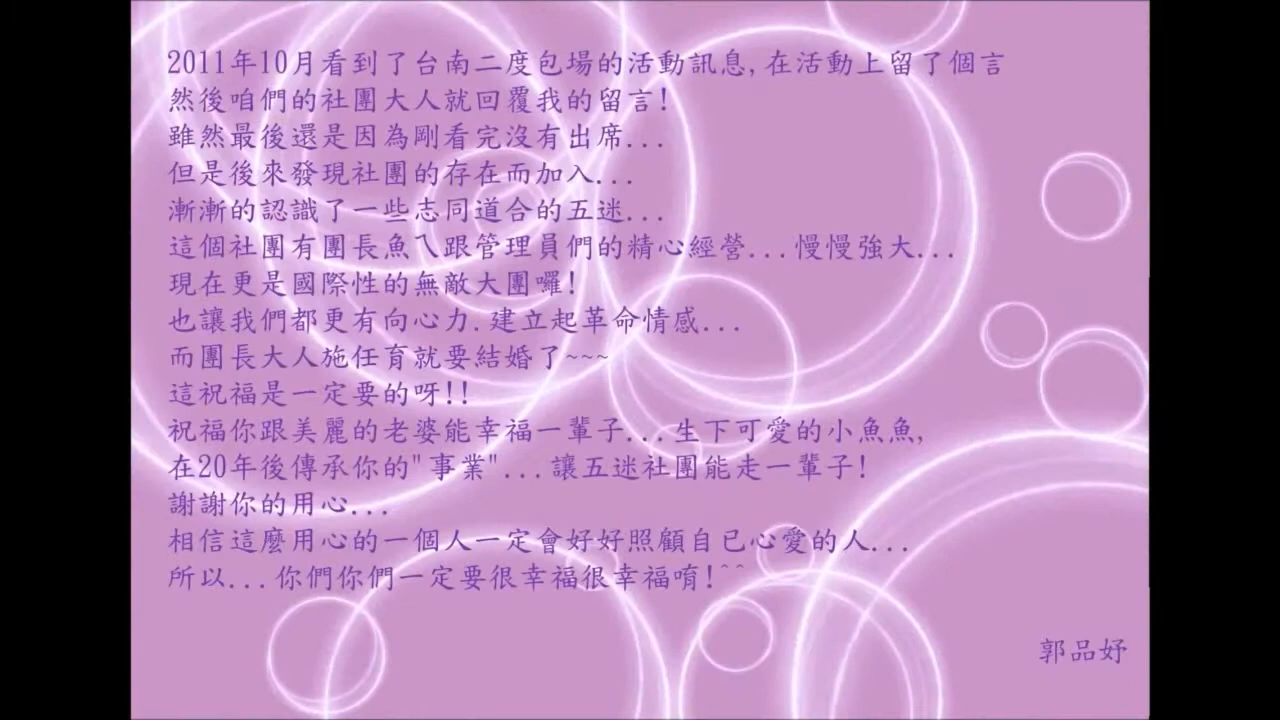 2011年10月看到了台南二度包場的活動訊息,在活動上留了個言
然後咱們的社團大人就回覆我的留言!
雖然最後還是因為剛看完沒有出席...
但是後來發現社團的存在而加入...
漸漸的認識了一些志同道合的五迷...
這個社團有團長魚ㄟ跟管理員們的精心經營...慢慢強大...
現在更是國際性的無敵大團囉!
也讓我們都更有向心力.建立起革命情感...
而團長大人施任育就要結婚了~~~
這祝福是一定要的呀!!
祝福你跟美麗的老婆能幸福一輩子...生下可愛的小魚魚,
在20年後傳承你的"事業"...讓五迷社團能走一輩子!
謝謝你的用心...
相信這麼用心的一個人一定會好好照顧自已心愛的人...
所以...你們你們一定要很幸福很幸福唷!^^
郭品妤